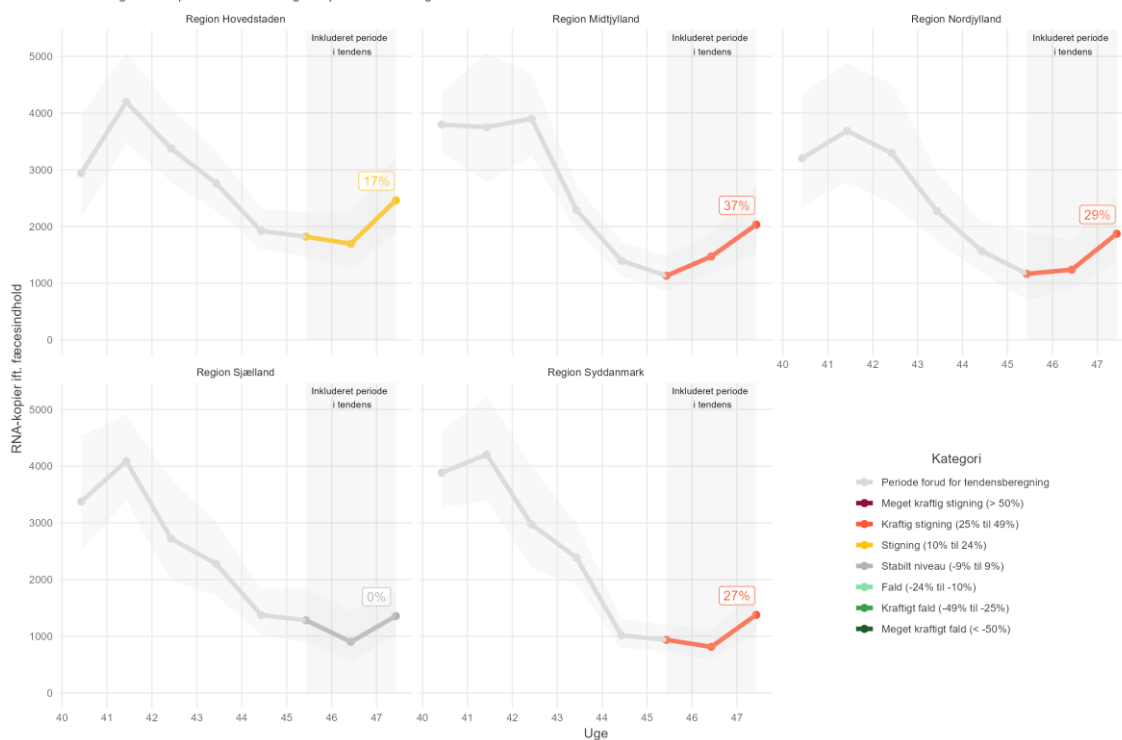 Region Hovedstaden
Region Midtjylland
Region Nordjylland
Inkluderet periode
i tendens
Inkluderet periode
i tendens
Inkluderet periode
i tendens
5000
4000
3000
2000
1000
0
17%
37%
29%
40 41 42 43 44 45 46 47
Region Sjælland
Region Syddanmark
Inkluderet periode
i tendens
Inkluderet periode
i tendens
5000
4000
3000
2000
1000
0
0%
27%
40 41 42 43 44 45 46 47
40 41 42 43 44 45 46 47
RNA-kopier ift. fæcesindhold
Uge
Kategori
Periode forud for tendensberegning
Meget kraftig stigning (> 50%)
Kraftig stigning (25% til 49%)
Stigning (10% til 24%)
Stabilt niveau (-9% til 9%)
Fald (-24% til -10%)
Kraftigt fald (-49% til -25%)
Meget kraftigt fald (< -50%)